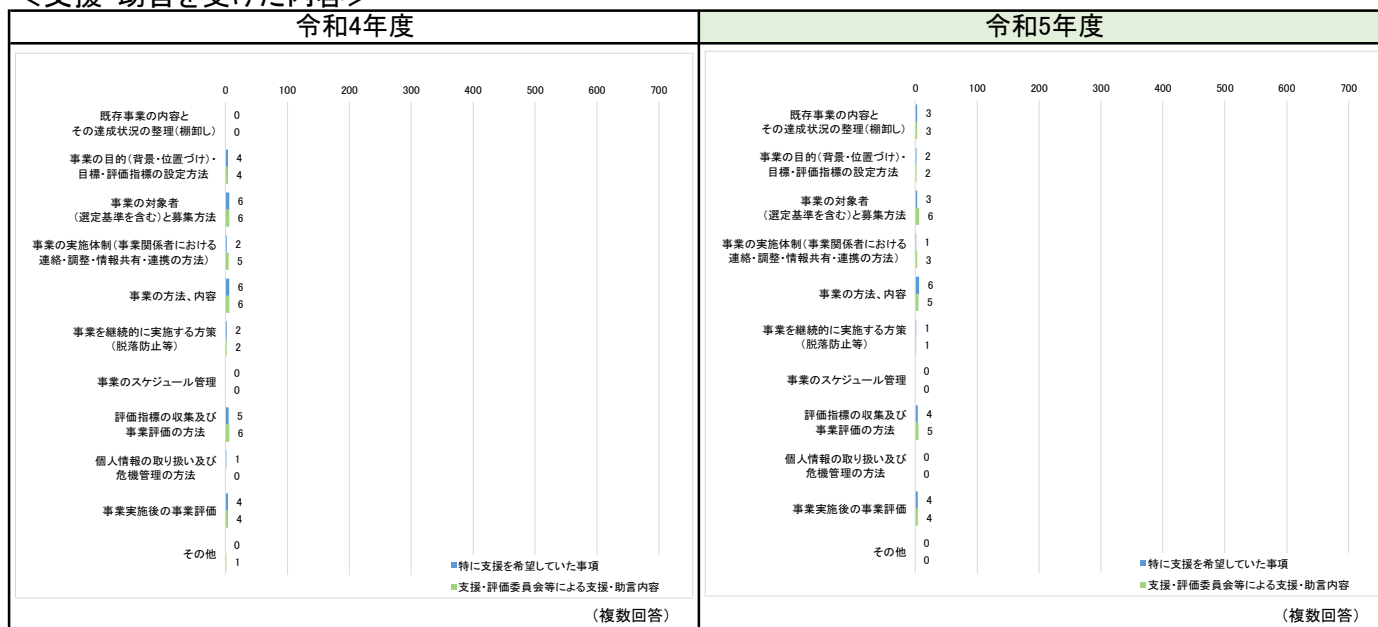 <支援・助言を受けた内容>
令和4年度
0 100 200 300 400 500 600 700
既存事業の内容と
その達成状況の整理(棚卸し)
0
0
事業の目的(背景・位置づけ)・
目標・評価指標の設定方法
4
4
事業の対象者
(選定基準を含む)と募集方法
6
6
事業の実施体制(事業関係者における
連絡・調整・情報共有・連携の方法)
2
5
事業の方法、内容
6
6
事業を継続的に実施する方策
(脱落防止等)
2
2
事業のスケジュール管理
0
0
評価指標の収集及び
事業評価の方法
5
6
個人情報の取り扱い及び
危機管理の方法
1
0
事業実施後の事業評価
4
4
その他
0
1
特に支援を希望していた事項
支援・評価委員会等による支援・助言内容
(複数回答)
令和5年度
0 100 200 300 400 500 600 700
既存事業の内容と
その達成状況の整理(棚卸し)
3
3
事業の目的(背景・位置づけ)・
目標・評価指標の設定方法
2
2
事業の対象者
(選定基準を含む)と募集方法
3
6
事業の実施体制(事業関係者における
連絡・調整・情報共有・連携の方法)
1
3
事業の方法、内容
6
5
事業を継続的に実施する方策
(脱落防止等)
1
1
事業のスケジュール管理
0
0
評価指標の収集及び
事業評価の方法
4
5
個人情報の取り扱い及び
危機管理の方法
0
0
事業実施後の事業評価
4
4
その他
0
0
特に支援を希望していた事項
支援・評価委員会等による支援・助言内容
(複数回答)